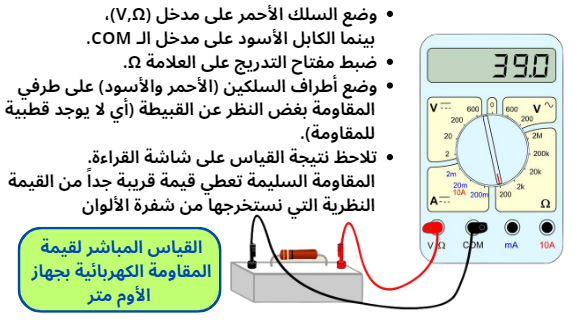 • وضع السلك الأحمر على مدخل (V,Ω)،
بينما الكابل الأسود على مدخل الـ COM.
• ضبط مفتاح التدريج على العلامة Ω.
• وضع أطراف السلكين (الأحمر والأسود) على طرفي
المقاومة بغض النظر عن القبيطة (أي لا يوجد قطبية
للمقاومة).
• تلاحظ نتيجة القياس على شاشة القراءة.
المقاومة السليمة تعطي قيمة قريبة جداً من القيمة
النظرية التي نستخرجها من شفرة الألوان
القياس المباشر لقيمة
المقاومة الكهربائية بجهاز
الأوم متر
39.0
V 600 0 600 V
200 200
20 2M
2 200k
2m 20k
20m 2k
10A 200m 200
A Ω
V Ω COM mA 10A